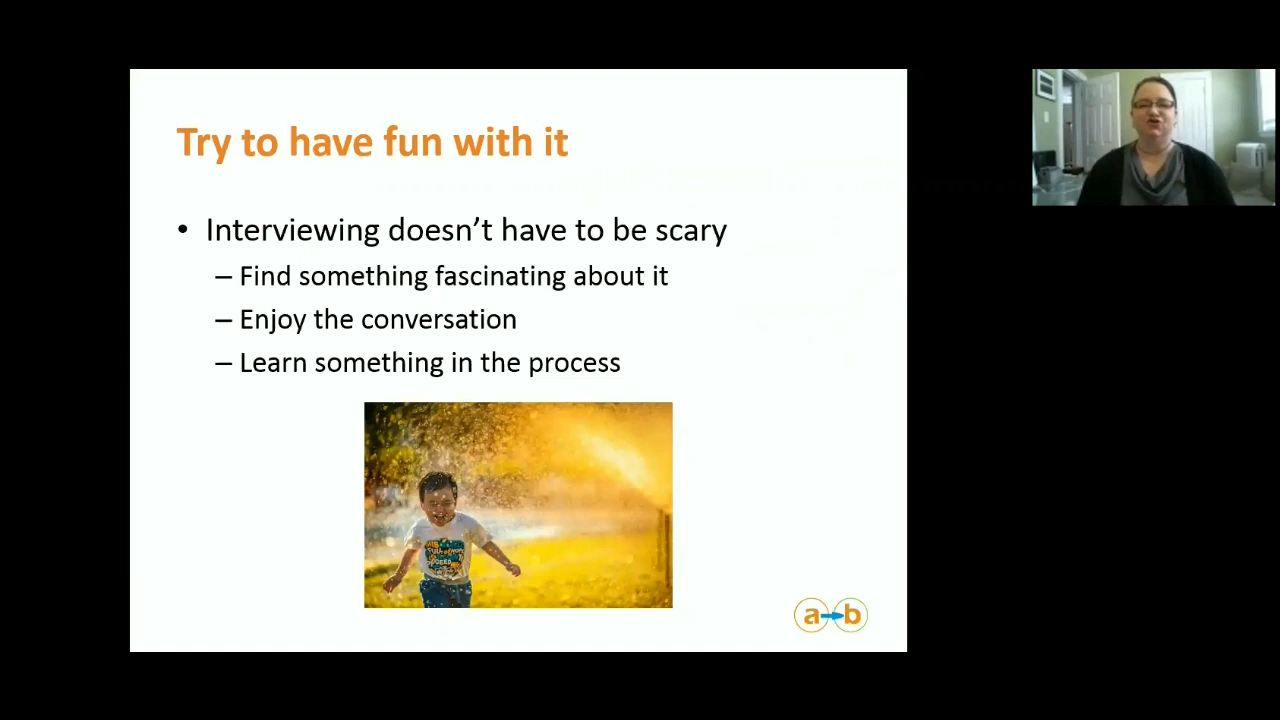 Try to have fun with it
• Interviewing doesn’t have to be scary
– Find something fascinating about it
– Enjoy the conversation
– Learn something in the process
a b